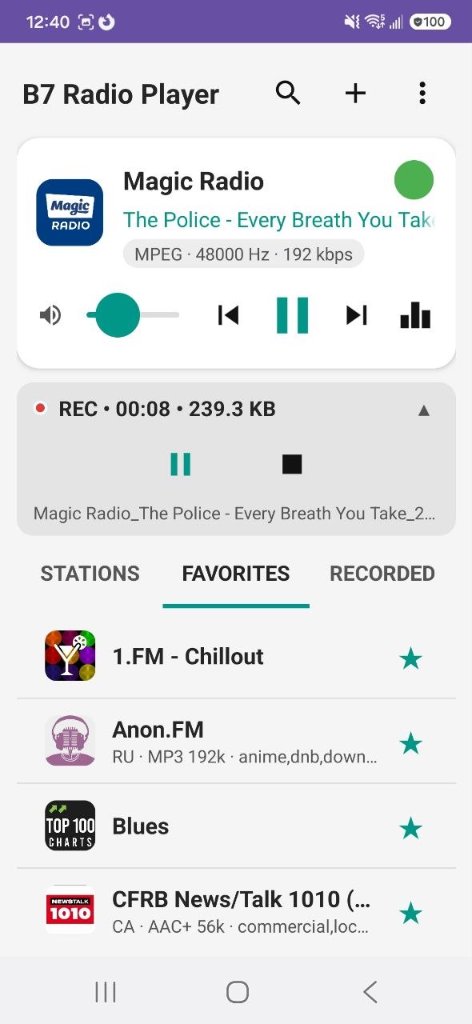 12:40
100
B7 Radio Player
Magic Radio
Magic
RADIO
The Police - Every Breath You Tak
MPEG · 48000 Hz · 192 kbps
REC • 00:08 • 239.3 KB
Magic Radio_The Police - Every Breath You Take_2...
STATIONS FAVORITES RECORDED
1.FM - Chillout
Anon.FM
RU · MP3 192k · anime,dnb,down...
TOP 100
CHARTS
Blues
NEWSTALK
1010
CFRB News/Talk 1010 (...
CA · AAC+ 56k · commercial,loc...